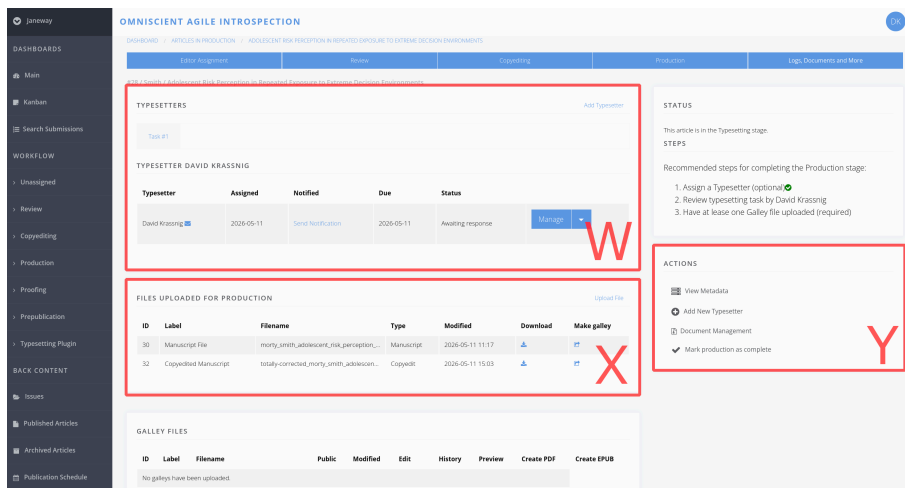 Janeway
OMNISCIENT AGILE INTROSPECTION
DK
DASHBOARD / ARTICLES IN PRODUCTION / ADOLESCENT RISK PERCEPTION IN REPEATED EXPOSURE TO EXTREME DECISION ENVIRONMENTS
DASHBOARDS
Main
Kanban
Search Submissions
WORKFLOW
Unassigned
Review
Copyediting
Production
Proofing
Prepublication
Typesetting Plugin
BACK CONTENT
Issues
Published Articles
Archived Articles
Publication Schedule
Editor Assignment Review Copyediting Production Logs, Documents and More
#28 / Smith / Adolescent Risk Perception in Repeated Exposure to Extreme Decision Environments
TYPESETTERS Add Typesetter
Task #1
TYPESETTER DAVID KRASSNIG
Typesetter Assigned Notified Due Status
David Krassnig 2026-05-11 Send Notification 2026-05-11 Awaiting response Manage
W
FILES UPLOADED FOR PRODUCTION Upload File
ID Label Filename Type Modified Download Make galley
30 Manuscript File morty_smith_adolescent_risk_perception_... Manuscript 2026-05-11 11:17
32 Copyedited Manuscript totally-corrected_morty_smith_adolescen... Copyedit 2026-05-11 15:03
X
GALLEY FILES
ID Label Filename Public Modified Edit History Preview Create PDF Create EPUB
No galleys have been uploaded.
STATUS
This article is in the Typesetting stage.
STEPS
Recommended steps for completing the Production stage:
1. Assign a Typesetter (optional)
2. Review typesetting task by David Krassnig
3. Have at lease one Galley file uploaded (required)
ACTIONS
View Metadata
Add New Typesetter
Document Management
Mark production as complete
Y